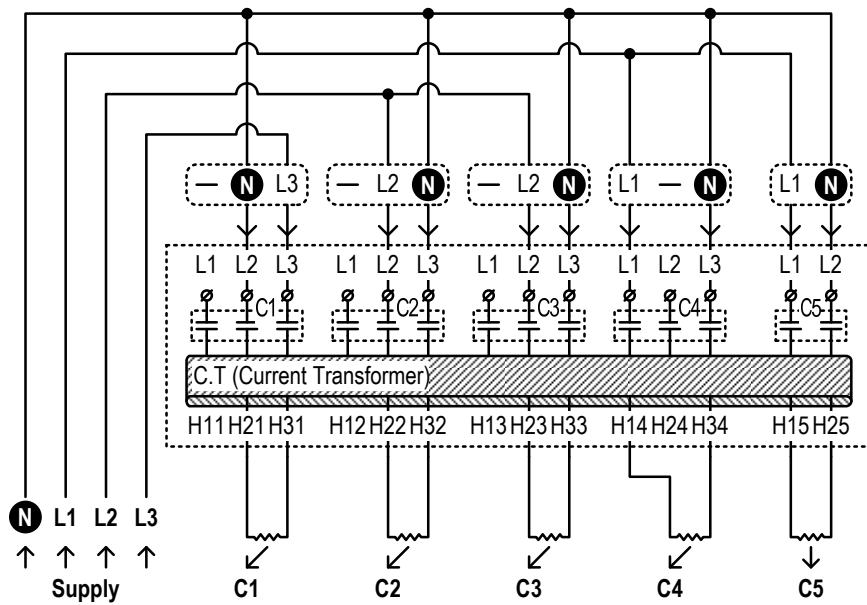 — N L3 — L2 N — L2 N L1 — N L1 N
L1 L2 L3 L1 L2 L3 L1 L2 L3 L1 L2 L3 L1 L2
C1 C2 C3 C4 C5
C.T (Current Transformer)
H11 H21 H31 H12 H22 H32 H13 H23 H33 H14 H24 H34 H15 H25
N L1 L2 L3
Supply C1 C2 C3 C4 C5